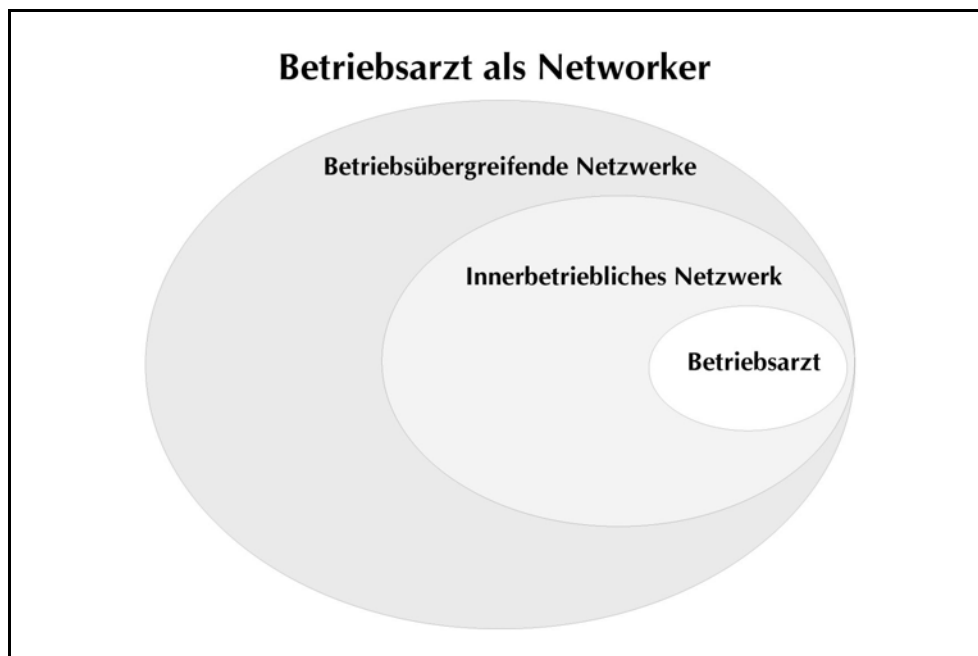 Betriebsarzt als Networker
Betriebsübergreifende Netzwerke
Innerbetriebliches Netzwerk
Betriebsarzt